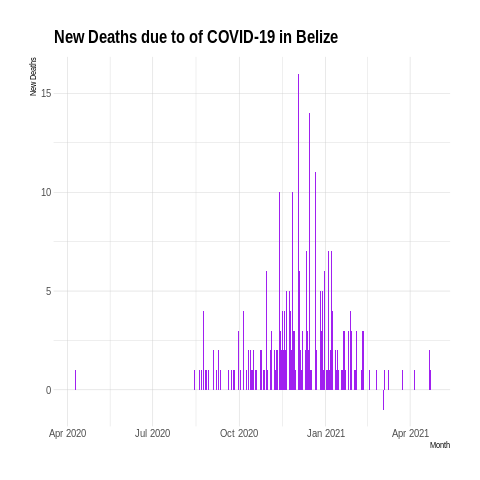 New Deaths due to of COVID-19 in Belize
New Deaths
15
10
5
0
Apr 2020 Jul 2020 Oct 2020 Jan 2021 Apr 2021
Month